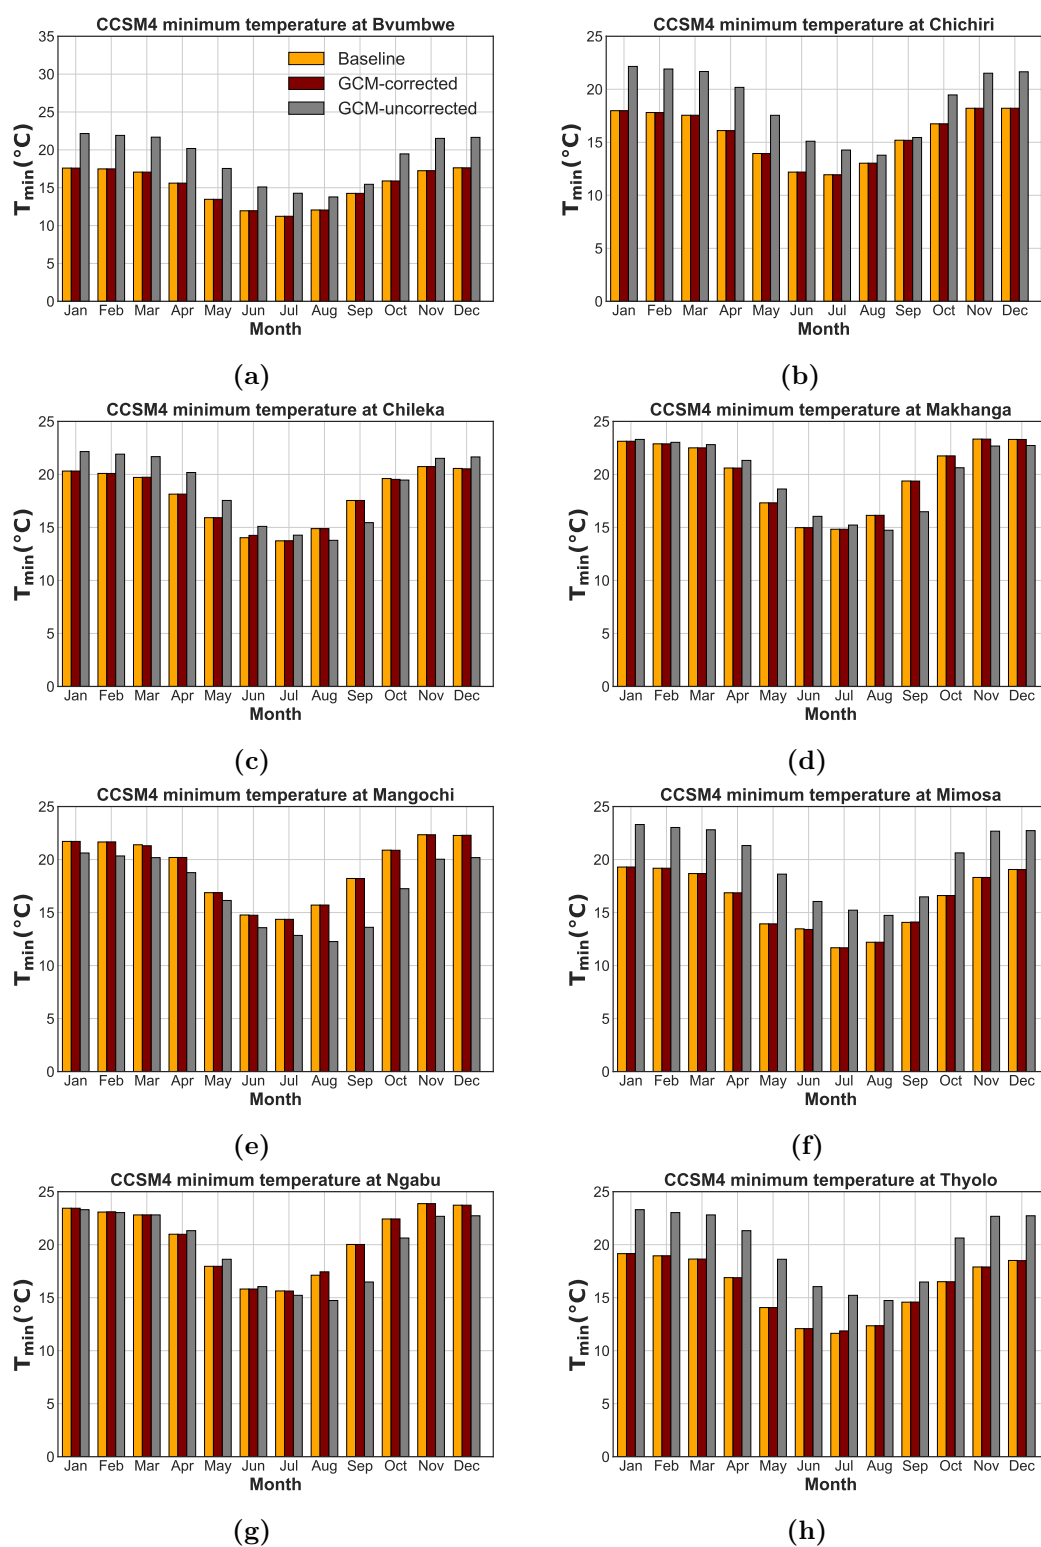 CCSM4 minimum temperature at Bvumbwe
35
30
25
20
15
10
5
0
Tmin(°C)
Baseline
GCM-corrected
GCM-uncorrected
Jan Feb Mar Apr May Jun Jul Aug Sep Oct Nov Dec
Month
(a)
CCSM4 minimum temperature at Chichiri
25
20
15
10
5
0
Tmin(°C)
Jan Feb Mar Apr May Jun Jul Aug Sep Oct Nov Dec
Month
(b)
CCSM4 minimum temperature at Chileka
25
20
15
10
5
0
Tmin(°C)
Jan Feb Mar Apr May Jun Jul Aug Sep Oct Nov Dec
Month
(c)
CCSM4 minimum temperature at Makhanga
25
20
15
10
5
0
Tmin(°C)
Jan Feb Mar Apr May Jun Jul Aug Sep Oct Nov Dec
Month
(d)
CCSM4 minimum temperature at Mangochi
25
20
15
10
5
0
Tmin(°C)
Jan Feb Mar Apr May Jun Jul Aug Sep Oct Nov Dec
Month
(e)
CCSM4 minimum temperature at Mimosa
25
20
15
10
5
0
Tmin(°C)
Jan Feb Mar Apr May Jun Jul Aug Sep Oct Nov Dec
Month
(f)
CCSM4 minimum temperature at Ngabu
25
20
15
10
5
0
Tmin(°C)
Jan Feb Mar Apr May Jun Jul Aug Sep Oct Nov Dec
Month
(g)
CCSM4 minimum temperature at Thyolo
25
20
15
10
5
0
Tmin(°C)
Jan Feb Mar Apr May Jun Jul Aug Sep Oct Nov Dec
Month
(h)